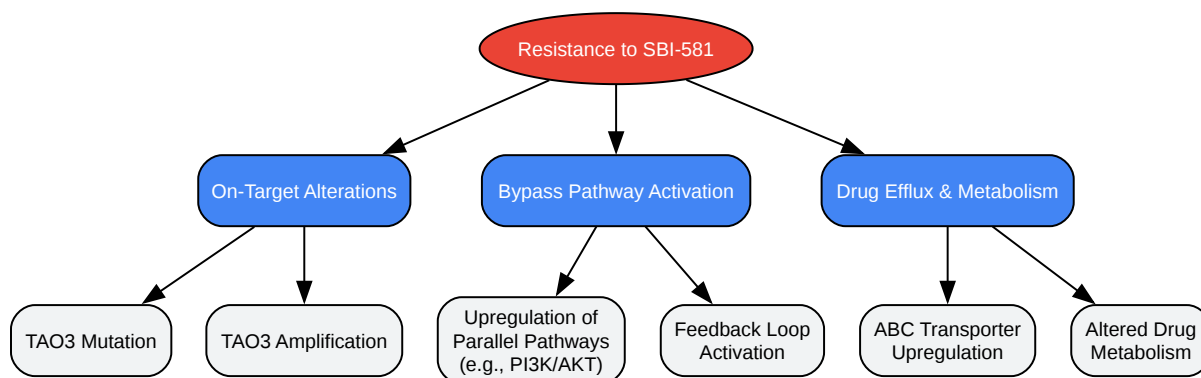 Resistance to SBI-581
On-Target Alterations
Bypass Pathway Activation
Drug Efflux & Metabolism
TAO3 Mutation
TAO3 Amplification
Upregulation of
Parallel Pathways
(e.g., PI3K/AKT)
Feedback Loop
Activation
ABC Transporter
Upregulation
Altered Drug
Metabolism